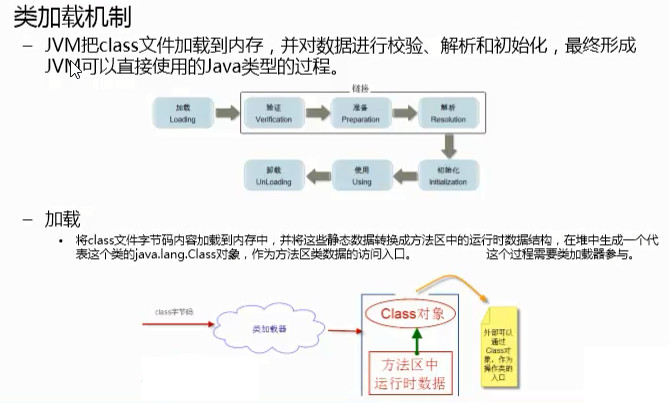 类加载机制
– JVM把class文件加载到内存，并对数据进行校验、解析和初始化，最终形成
JVM可以直接使用的Java类型的过程。
链接
加载 验证 准备 解析
Loading Verification Preparation Resolution
卸载 使用 初始化
UnLoading Using Initialization
– 加载
• 将class文件字节码内容加载到内存中，并将这些静态数据转换成方法区中的运行时数据结构，在堆中生成一个代
表这个类的java.lang.Class对象，作为方法区类数据的访问入口。 这个过程需要类加载器参与。
class字节码
类加载器
Class对象
方法区中
运行时数据
外部可以
通过
Class对
象，作为
操作类的
入口